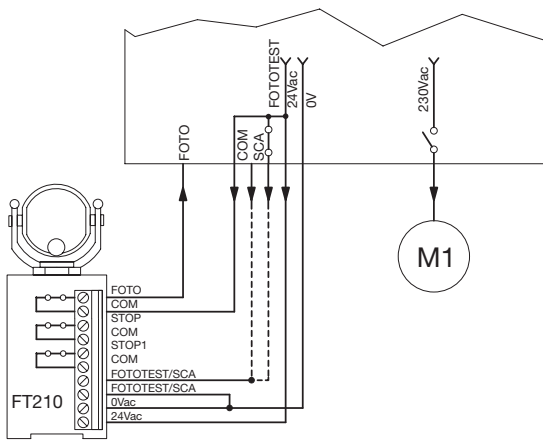 FOTOTEST
24Vac
0V
230Vac
FOTO
COM
SCA
M1
FOTO
COM
STOP
COM
STOP1
COM
FOTOTEST/SCA
FOTOTEST/SCA
0Vac
24Vac
FT210